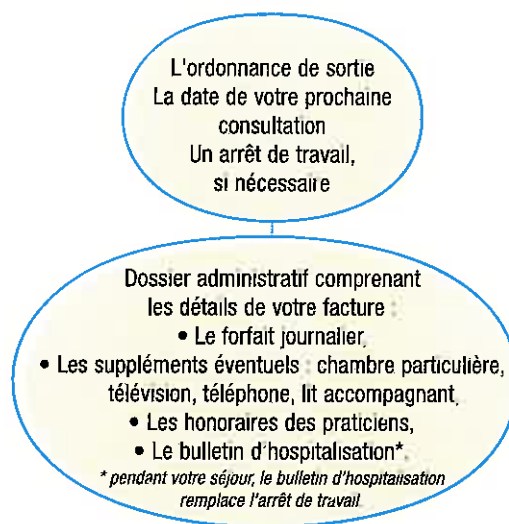 L'ordonnance de sortie
La date de votre prochaine
consultation
Un arrêt de travail,
si nécessaire
Dossier administratif comprenant
les détails de votre facture :
• Le forfait journalier,
• Les suppléments éventuels : chambre particulière,
télévision, téléphone, lit accompagnant,
• Les honoraires des praticiens,
• Le bulletin d'hospitalisation*.
* pendant votre séjour, le bulletin d'hospitalisation
remplace l'arrêt de travail.